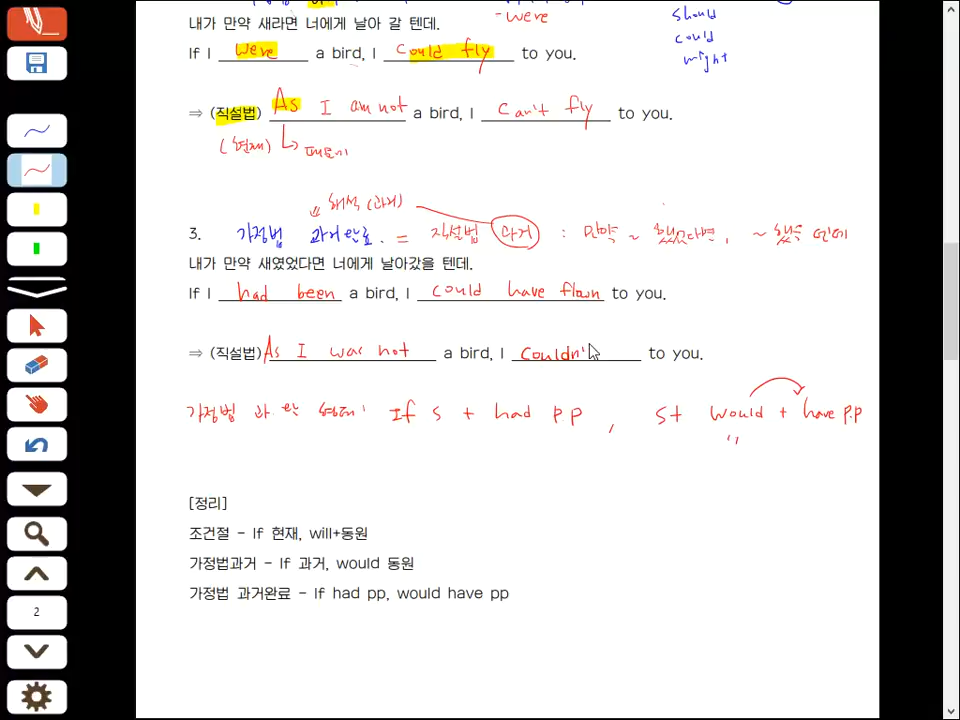 - were
should
내가 만약 새라면 너에게 날아 갈 텐데.
could
If I were a bird, I could fly to you.
might
⇒ (직설법) As I am not a bird, I can't fly to you.
(현재) 때문에
해석 (과거)
3. 가정법 과거완료. = 직설법 과거 : 만약 ~ 했었다면, ~ 했을 텐데
내가 만약 새였었다면 너에게 날아갔을 텐데.
If I had been a bird, I could have flown to you.
⇒ (직설법) As I was not a bird, I couldn' to you.
가정법 과.완 형태: If S + had p p , S + would + have p.p
[정리]
조건절 - If 현재, will+동원
가정법과거 - If 과거, would 동원
가정법 과거완료 - If had pp, would have pp
2